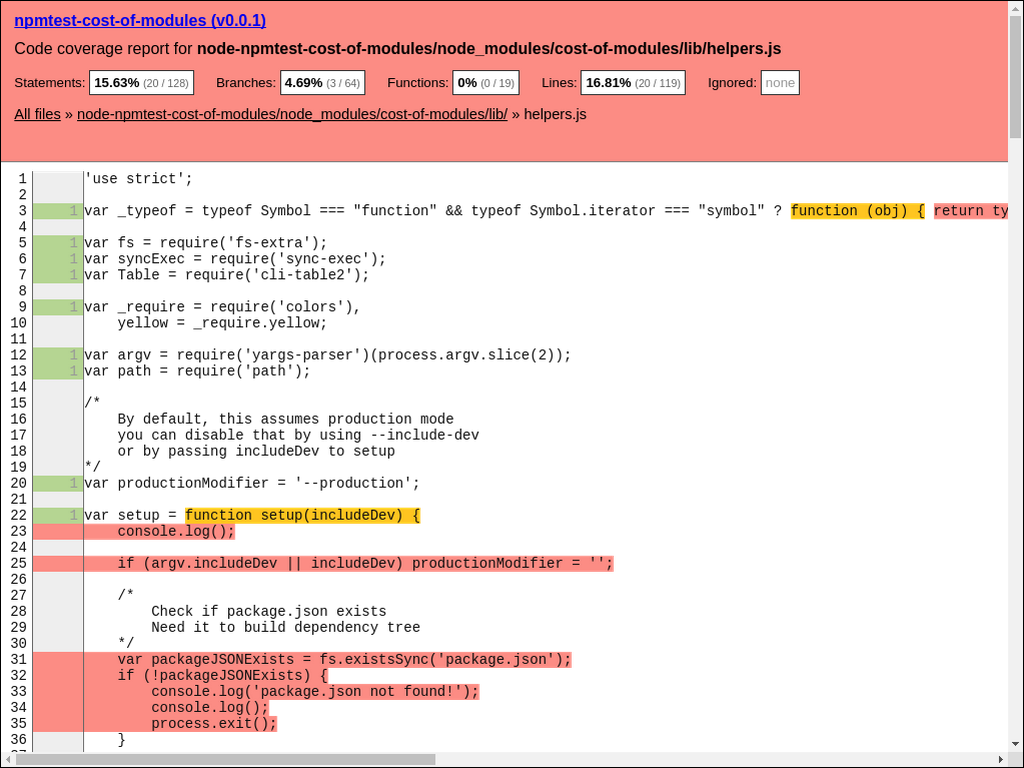 npmtest-cost-of-modules (v0.0.1)
Code coverage report for node-npmtest-cost-of-modules/node_modules/cost-of-modules/lib/helpers.js
Statements: 15.63% (20 / 128) Branches: 4.69% (3 / 64) Functions: 0% (0 / 19) Lines: 16.81% (20 / 119) Ignored: none
All files » node-npmtest-cost-of-modules/node_modules/cost-of-modules/lib/ » helpers.js
1 'use strict';
2
3 1 var _typeof = typeof Symbol === "function" && typeof Symbol.iterator === "symbol" ? function (obj) { return ty
4
5 1 var fs = require('fs-extra');
6 1 var syncExec = require('sync-exec');
7 1 var Table = require('cli-table2');
8
9 1 var _require = require('colors'),
10     yellow = _require.yellow;
11
12 1 var argv = require('yargs-parser')(process.argv.slice(2));
13 1 var path = require('path');
14
15 /*
16     By default, this assumes production mode
17     you can disable that by using --include-dev
18     or by passing includeDev to setup
19 */
20 1 var productionModifier = '--production';
21
22 1 var setup = function setup(includeDev) {
23     console.log();
24
25     if (argv.includeDev || includeDev) productionModifier = '';
26
27     /*
28         Check if package.json exists
29         Need it to build dependency tree
30     */
31     var packageJSONExists = fs.existsSync('package.json');
32     if (!packageJSONExists) {
33         console.log('package.json not found!');
34         console.log();
35         process.exit();
36     }